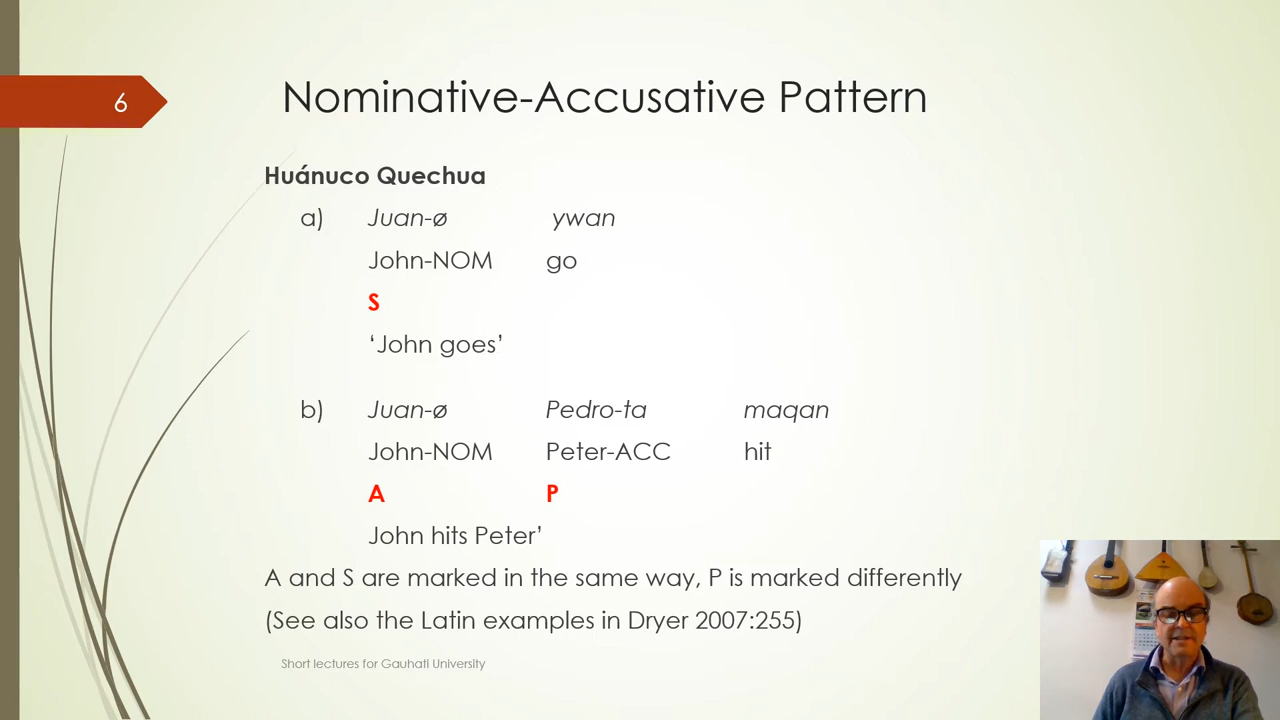 6
Nominative-Accusative Pattern
Huánuco Quechua
a) Juan-ø ywan
John-NOM go
S
‘John goes’
b) Juan-ø Pedro-ta maqan
John-NOM Peter-ACC hit
A P
John hits Peter’
A and S are marked in the same way, P is marked differently
(See also the Latin examples in Dryer 2007:255)
Short lectures for Gauhati University